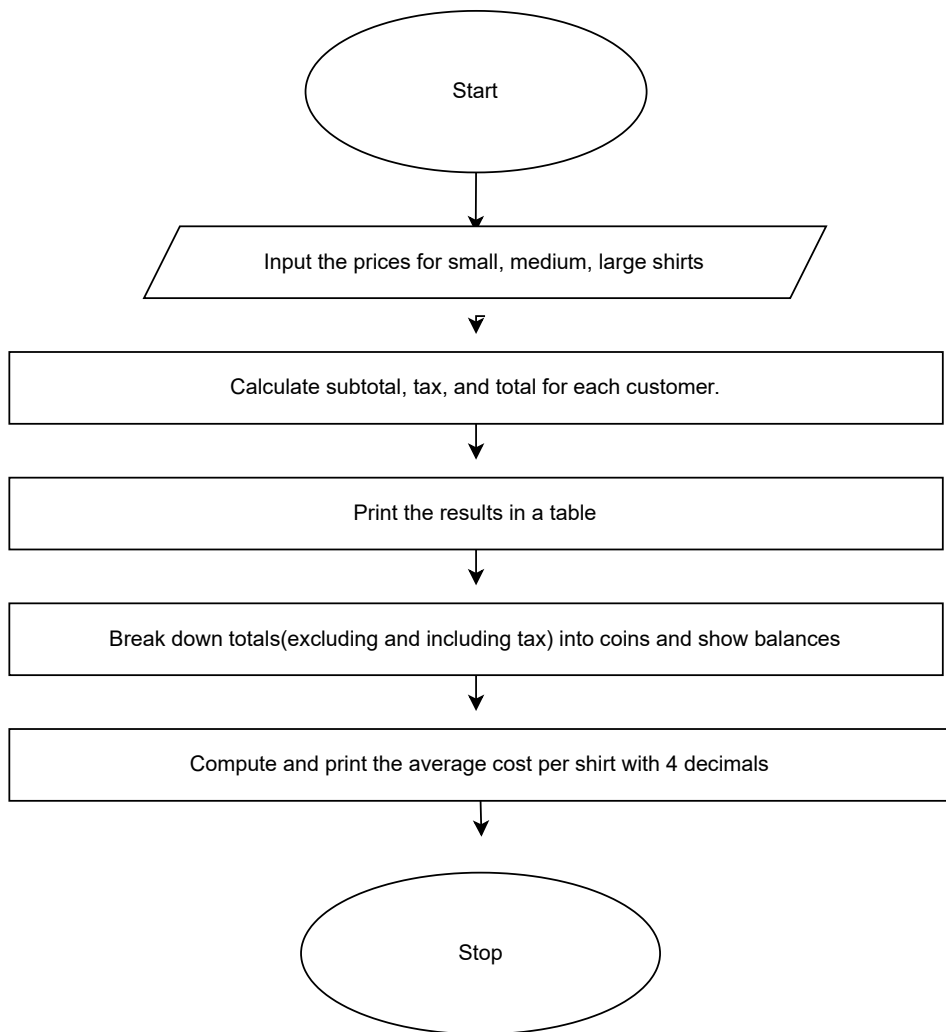 Start
Input the prices for small, medium, large shirts
Calculate subtotal, tax, and total for each customer.
Print the results in a table
Break down totals(excluding and including tax) into coins and show balances
Compute and print the average cost per shirt with 4 decimals
Stop